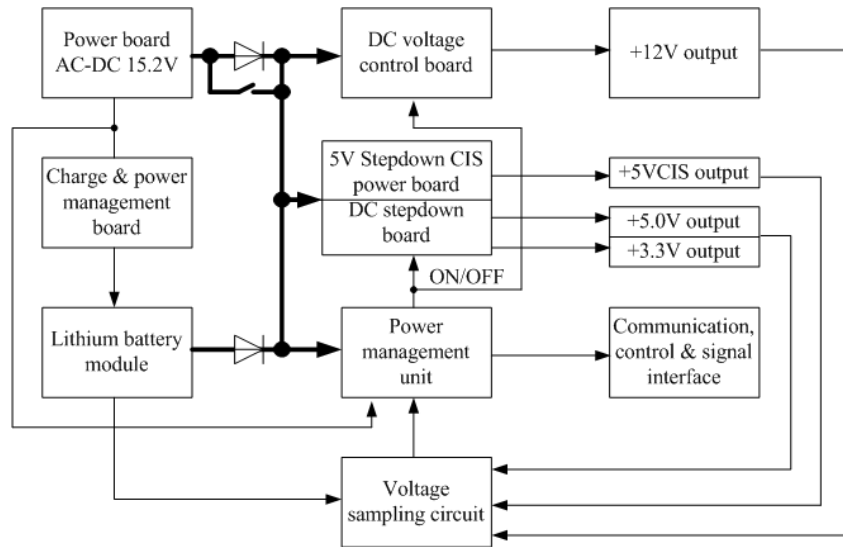 Power board
AC-DC 15.2V
DC voltage
control board
+12V output
5V Stepdown CIS
power board
DC stepdown
board
+5VCIS output
+5.0V output
+3.3V output
Charge & power
management
board
ON/OFF
Lithium battery
module
Power
management
unit
Communication,
control & signal
interface
Voltage
sampling circuit